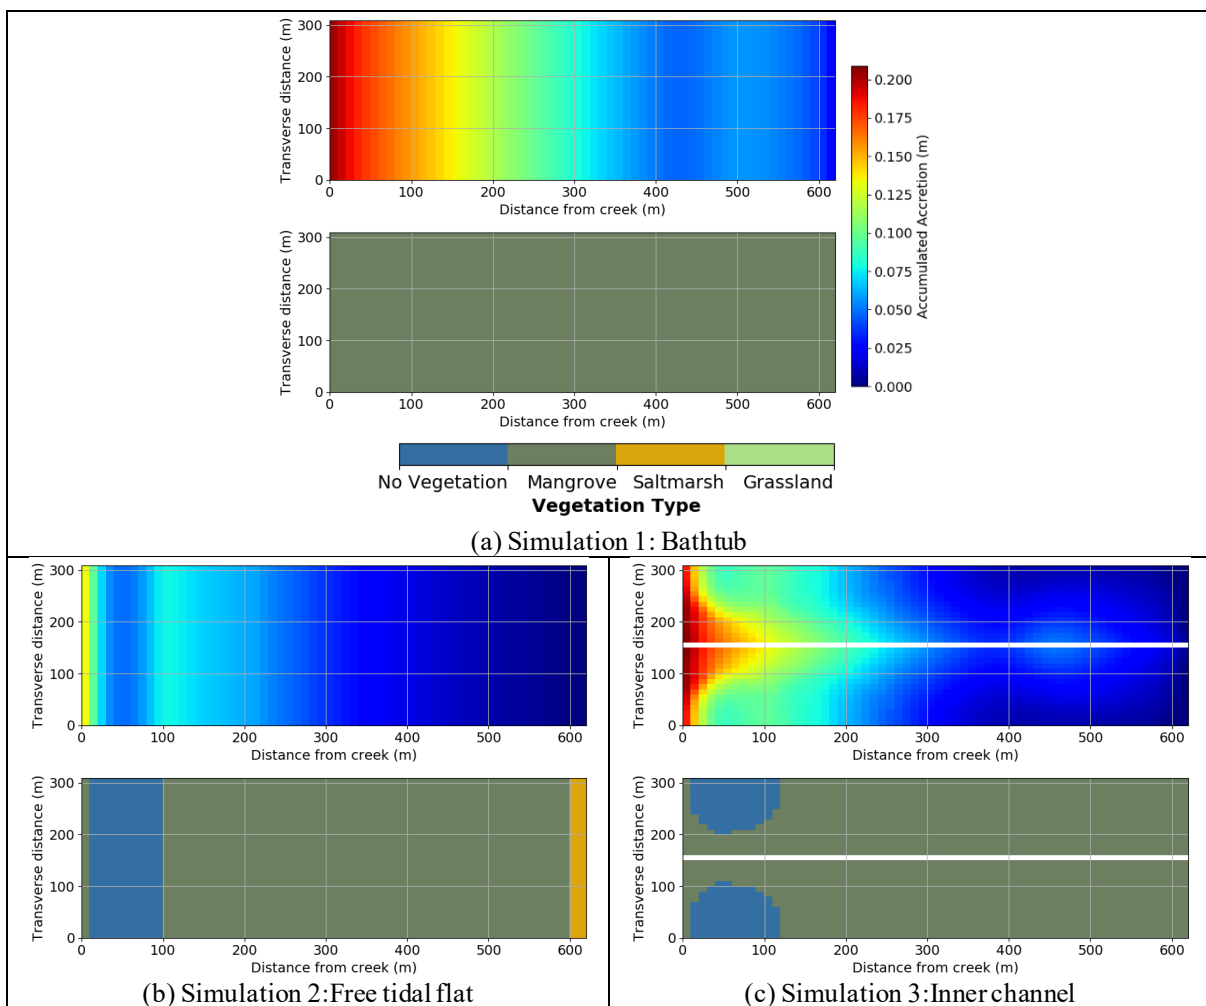 300
200
100
0
Transverse distance (m)
0 100 200 300 400 500 600
Distance from creek (m)
300
200
100
0
Transverse distance (m)
0 100 200 300 400 500 600
Distance from creek (m)
0.200
0.175
0.150
0.125
0.100
0.075
0.050
0.025
0.000
Accumulated Accretion (m)
No Vegetation Mangrove Saltmarsh Grassland
Vegetation Type
(a) Simulation 1: Bathtub
300
200
100
0
Transverse distance (m)
0 100 200 300 400 500 600
Distance from creek (m)
300
200
100
0
Transverse distance (m)
0 100 200 300 400 500 600
Distance from creek (m)
(b) Simulation 2:Free tidal flat
300
200
100
0
Transverse distance (m)
0 100 200 300 400 500 600
Distance from creek (m)
300
200
100
0
Transverse distance (m)
0 100 200 300 400 500 600
Distance from creek (m)
(c) Simulation 3:Inner channel